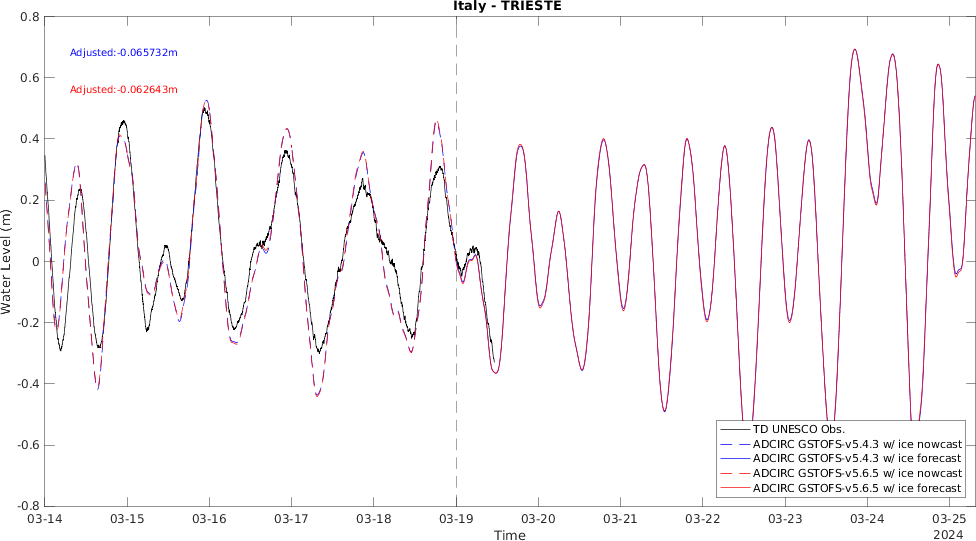 Italy - TRIESTE
Adjusted:-0.065732m
Adjusted:-0.062643m
Water Level (m)
0.8
0.6
0.4
0.2
0
-0.2
-0.4
-0.6
-0.8
TD UNESCO Obs.
ADCIRC GSTOFS-v5.4.3 w/ ice nowcast
ADCIRC GSTOFS-v5.4.3 w/ ice forecast
ADCIRC GSTOFS-v5.6.5 w/ ice nowcast
ADCIRC GSTOFS-v5.6.5 w/ ice forecast
03-14 03-15 03-16 03-17 03-18 03-19 03-20 03-21 03-22 03-23 03-24 03-25
Time
2024